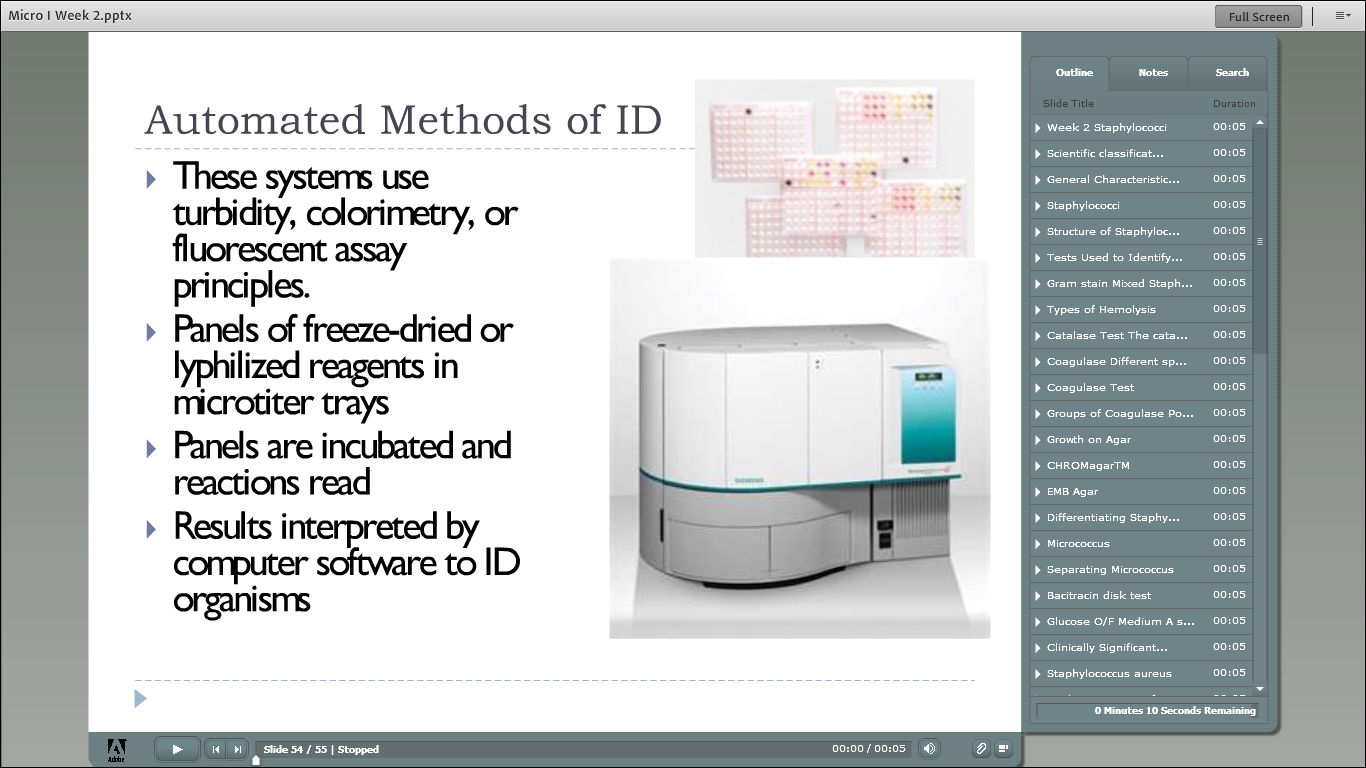 Micro I Week 2.pptx
Full Screen
Automated Methods of ID
These systems use
turbidity, colorimetry, or
fluorescent assay
principles.
Panels of freeze-dried or
lyphilized reagents in
microtiter trays
Panels are incubated and
reactions read
Results interpreted by
computer software to ID
organisms
SIEMENS
Outline Notes Search
Slide Title Duration
Week 2 Staphylococci 00:05
Scientific classificat... 00:05
General Characteristic... 00:05
Staphylococci 00:05
Structure of Staphyloc... 00:05
Tests Used to Identify... 00:05
Gram stain Mixed Staph... 00:05
Types of Hemolysis 00:05
Catalase Test The cata... 00:05
Coagulase Different sp... 00:05
Coagulase Test 00:05
Groups of Coagulase Po... 00:05
Growth on Agar 00:05
CHROMagarTM 00:05
EMB Agar 00:05
Differentiating Staphy... 00:05
Micrococcus 00:05
Separating Micrococcus 00:05
Bacitracin disk test 00:05
Glucose O/F Medium A s... 00:05
Clinically Significant... 00:05
Staphylococcus aureus 00:05
0 Minutes 10 Seconds Remaining
Adobe
Slide 54 / 55 | Stopped 00:00 / 00:05